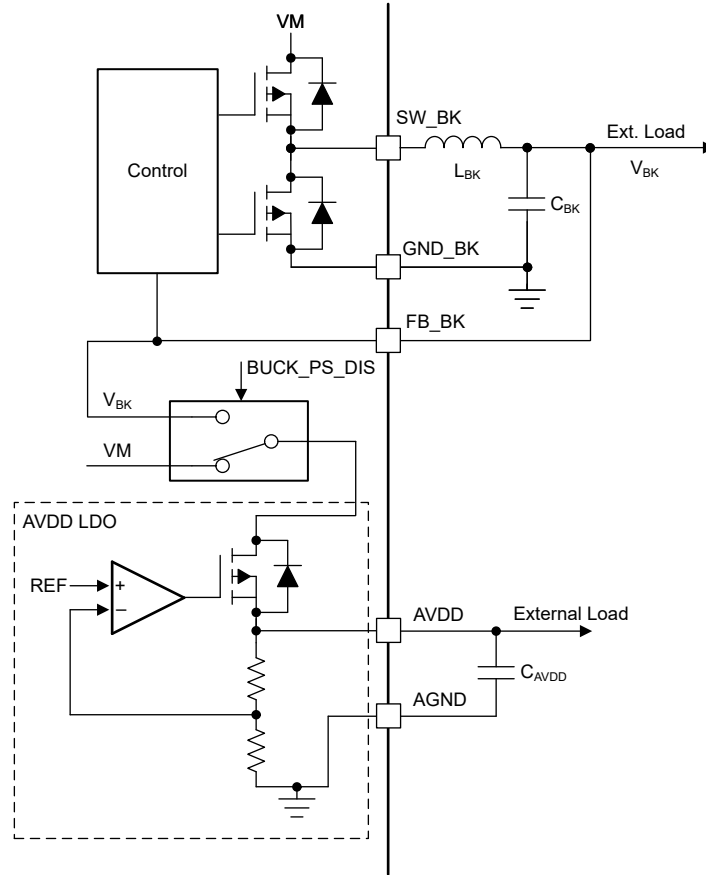 VM
SW_BK
Ext. Load
Control
L_BK
V_BK
C_BK
GND_BK
FB_BK
BUCK_PS_DIS
V_BK
VM
AVDD LDO
REF
+
−
AVDD
External Load
C_AVDD
AGND